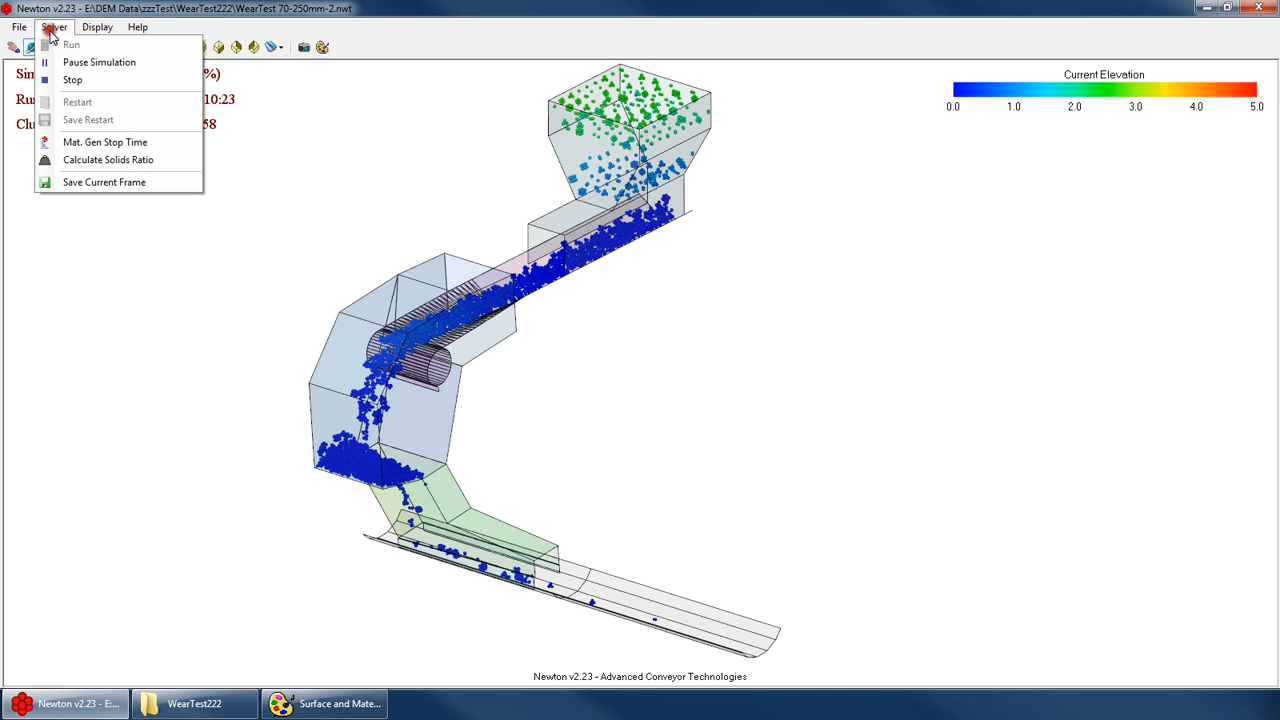 Newton v2.23 - E:\DEM Data\zzzTest\WearTest222\WearTest 70-250mm-2.nwt
File Solver Display Help
Run
Pause Simulation
Stop
Restart
Save Restart
Mat. Gen Stop Time
Calculate Solids Ratio
Save Current Frame
Sim %)
Run 10:23
Clu 58
Current Elevation
0.0 1.0 2.0 3.0 4.0 5.0
Newton v2.23 - Advanced Conveyor Technologies
Newton v2.23 - E:... WearTest222 Surface and Mate...